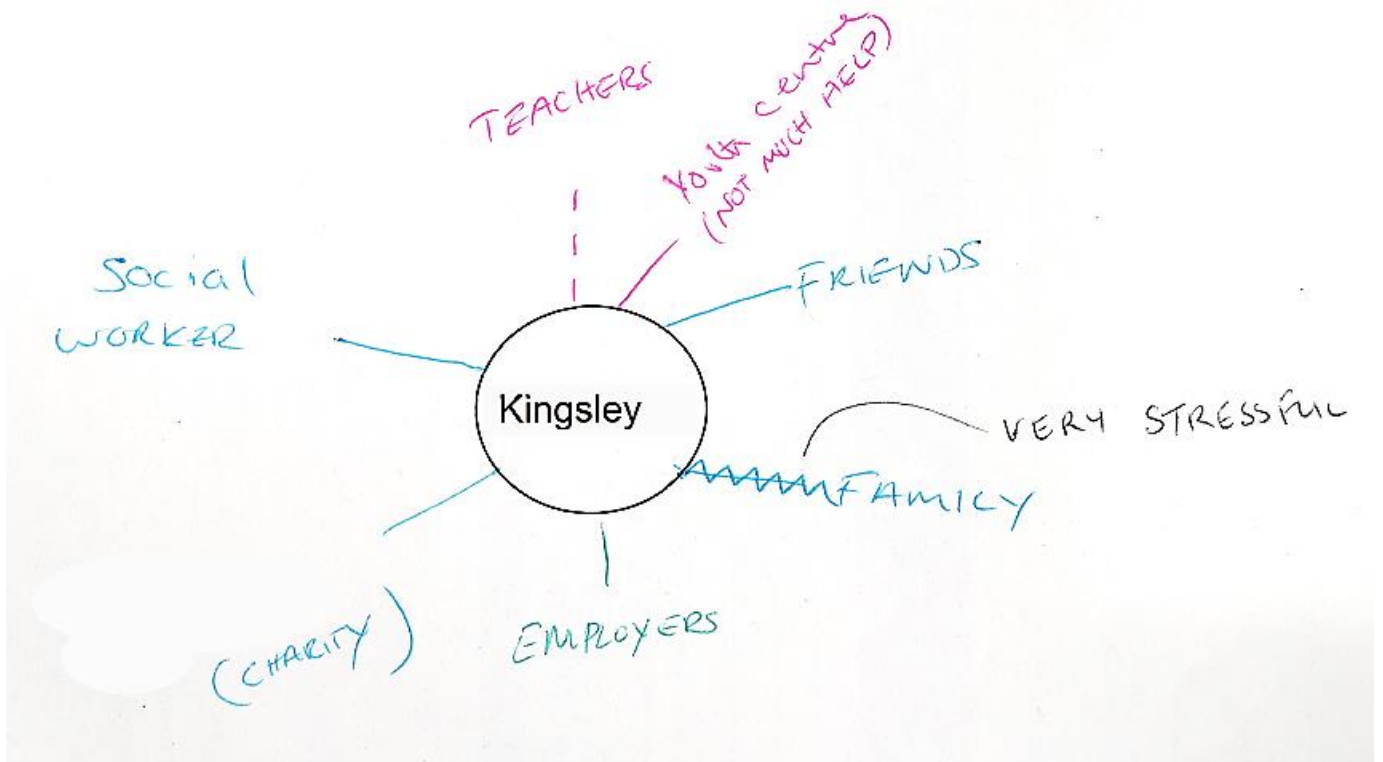 TEACHERS
Youth centre
(NOT MUCH HELP)
FRIENDS
Social
WORKER
Kingsley
VERY STRESSFUL
FAMILY
EMPLOYERS
(CHARITY)